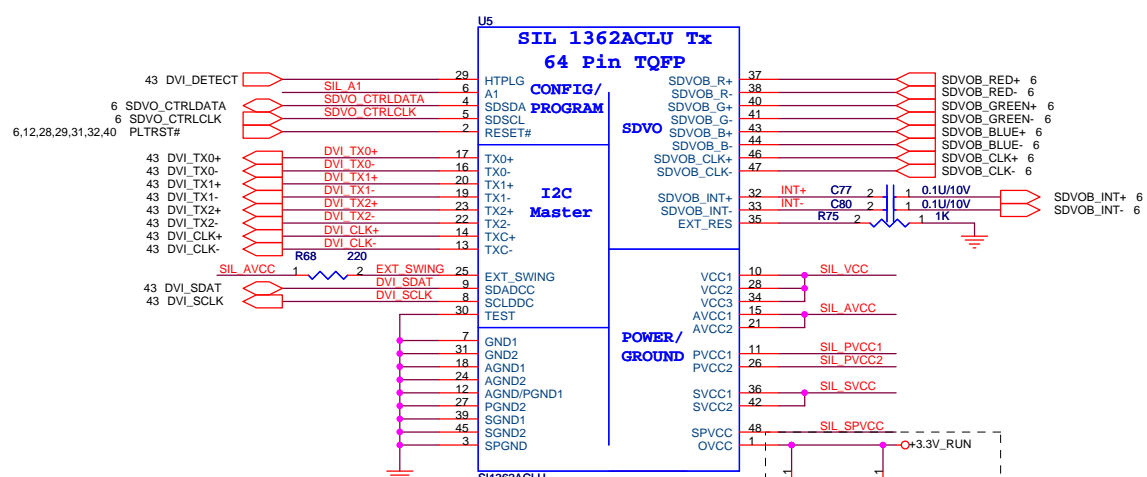 U5
SIL 1362ACLU Tx
64 Pin TQFP
CONFIG/
PROGRAM
SDVO
I2C
Master
POWER/
GROUND
43 DVI_DETECT 29 HTPLG
SIL_A1 6 A1
6 SDVO_CTRLDATA SDVO_CTRLDATA 4 SDSDA
6 SDVO_CTRLCLK SDVO_CTRLCLK 5 SDSCL
6,12,28,29,31,32,40 PLTRST# 2 RESET#
43 DVI_TX0+ DVI_TX0+ 17 TX0+
43 DVI_TX0- DVI_TX0- 16 TX0-
43 DVI_TX1+ DVI_TX1+ 20 TX1+
43 DVI_TX1- DVI_TX1- 19 TX1-
43 DVI_TX2+ DVI_TX2+ 23 TX2+
43 DVI_TX2- DVI_TX2- 22 TX2-
43 DVI_CLK+ DVI_CLK+ 14 TXC+
43 DVI_CLK- DVI_CLK- 13 TXC-
R68 220
SIL_AVCC 1 2 EXT_SWING 25 EXT_SWING
43 DVI_SDAT DVI_SDAT 9 SDADCC
43 DVI_SCLK DVI_SCLK 8 SCLDDC
30 TEST
7 GND1
31 GND2
18 AGND1
24 AGND2
12 AGND/PGND1
27 PGND2
39 SGND1
45 SGND2
3 SPGND
SDVOB_R+ 37 SDVOB_RED+ 6
SDVOB_R- 38 SDVOB_RED- 6
SDVOB_G+ 40 SDVOB_GREEN+ 6
SDVOB_G- 41 SDVOB_GREEN- 6
SDVOB_B+ 43 SDVOB_BLUE+ 6
SDVOB_B- 44 SDVOB_BLUE- 6
SDVOB_CLK+ 46 SDVOB_CLK+ 6
SDVOB_CLK- 47 SDVOB_CLK- 6
SDVOB_INT+ 32 INT+ C77 2 1 0.1U/10V SDVOB_INT+ 6
SDVOB_INT- 33 INT- C80 2 1 0.1U/10V SDVOB_INT- 6
EXT_RES 35 R75 2 1 1K
VCC1 10 SIL_VCC
VCC2 28
VCC3 34
AVCC1 15 SIL_AVCC
AVCC2 21
PVCC1 11 SIL_PVCC1
PVCC2 26 SIL_PVCC2
SVCC1 36 SIL_SVCC
SVCC2 42
SPVCC 48 SIL_SPVCC
OVCC 1 +3.3V_RUN
1 1
SI1362ACLU